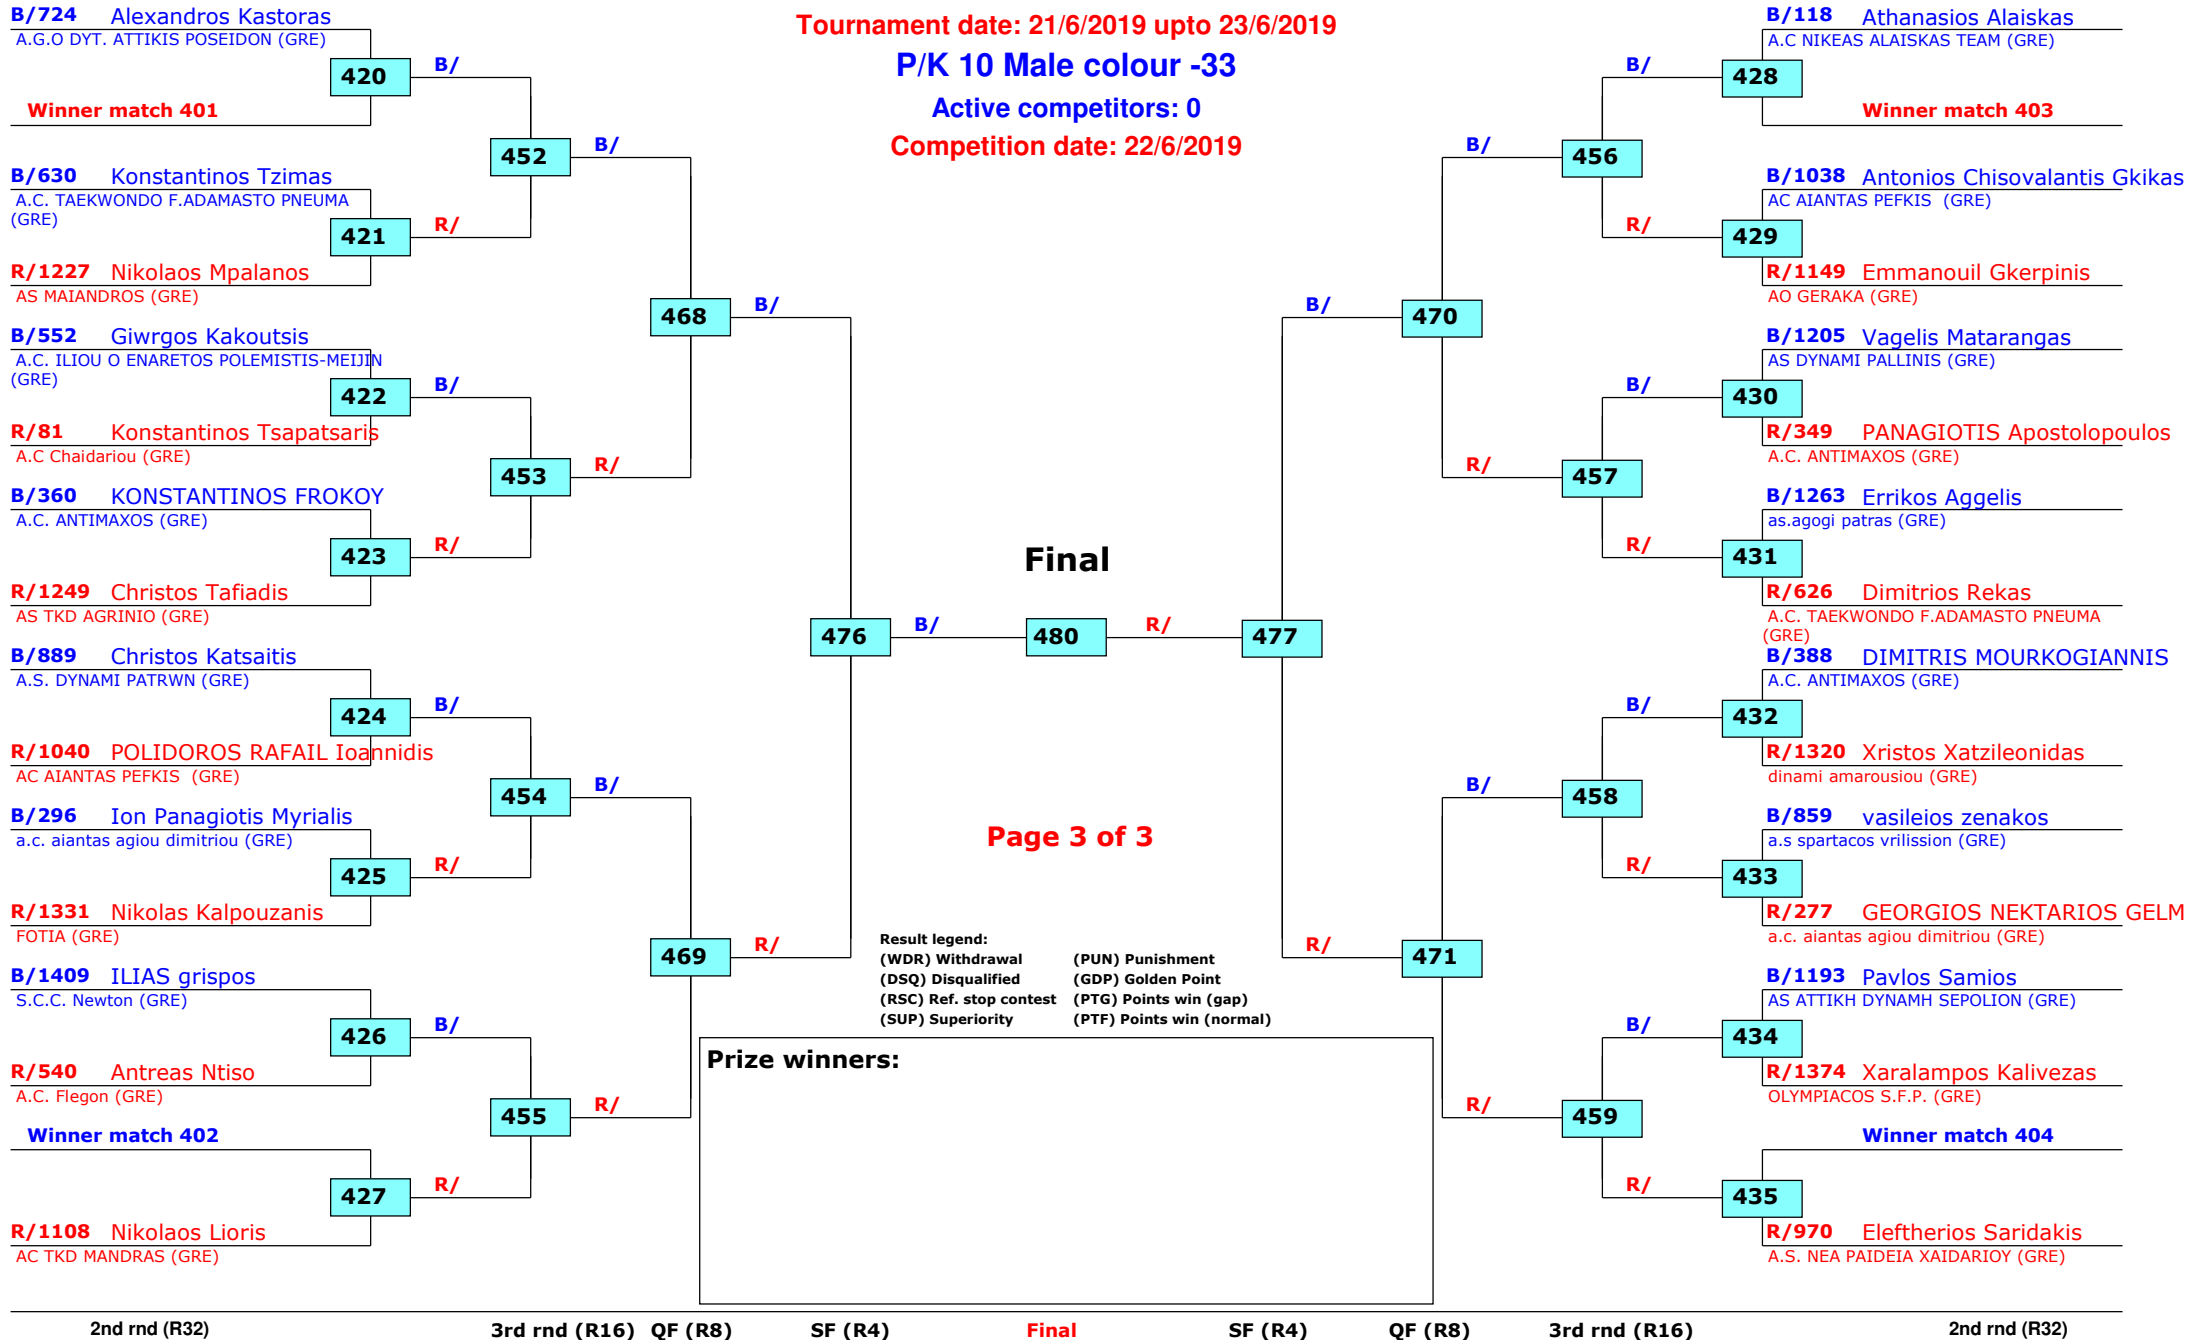 Tournament date: 21/6/2019 upto 23/6/2019
P/K 10 Male colour -33
Active competitors: 0
Competition date: 22/6/2019
B/724 Alexandros Kastoras
A.G.O DYT. ATTIKIS POSEIDON (GRE)
420
B/
Winner match 401
452
B/
B/630 Konstantinos Tzimas
A.C. TAEKWONDO F.ADAMASTO PNEUMA
(GRE)
421
R/
R/1227 Nikolaos Mpalanos
AS MAIANDROS (GRE)
468
B/
B/552 Giwrgos Kakoutsis
A.C. ILIOU O ENARETOS POLEMISTIS-MEIJIN
(GRE)
422
B/
R/81 Konstantinos Tsapatsaris
A.C Chaidariou (GRE)
453
R/
B/360 KONSTANTINOS FROKOY
A.C. ANTIMAXOS (GRE)
423
R/
R/1249 Christos Tafiadis
AS TKD AGRINIO (GRE)
476
B/
B/889 Christos Katsaitis
A.S. DYNAMI PATRWN (GRE)
424
B/
R/1040 POLIDOROS RAFAIL Ioannidis
AC AIANTAS PEFKIS (GRE)
454
B/
B/296 Ion Panagiotis Myrialis
a.c. aiantas agiou dimitriou (GRE)
425
R/
R/1331 Nikolas Kalpouzanis
FOTIA (GRE)
469
R/
B/1409 ILIAS grispos
S.C.C. Newton (GRE)
426
B/
R/540 Antreas Ntiso
A.C. Flegon (GRE)
455
R/
Winner match 402
427
R/
R/1108 Nikolaos Lioris
AC TKD MANDRAS (GRE)
Final
480
R/
477
Page 3 of 3
Result legend:
(WDR) Withdrawal (PUN) Punishment
(DSQ) Disqualified (GDP) Golden Point
(RSC) Ref. stop contest (PTG) Points win (gap)
(SUP) Superiority (PTF) Points win (normal)
Prize winners:
B/118 Athanasios Alaiskas
A.C NIKEAS ALAISKAS TEAM (GRE)
B/
428
Winner match 403
B/
456
B/1038 Antonios Chisovalantis Gkikas
AC AIANTAS PEFKIS (GRE)
R/
429
R/1149 Emmanouil Gkerpinis
AO GERAKA (GRE)
B/
470
B/1205 Vagelis Matarangas
AS DYNAMI PALLINIS (GRE)
B/
430
R/349 PANAGIOTIS Apostolopoulos
A.C. ANTIMAXOS (GRE)
R/
457
B/1263 Errikos Aggelis
as.agogi patras (GRE)
R/
431
R/626 Dimitrios Rekas
A.C. TAEKWONDO F.ADAMASTO PNEUMA
(GRE)
B/388 DIMITRIS MOURKOGIANNIS
A.C. ANTIMAXOS (GRE)
B/
432
R/1320 Xristos Xatzileonidas
dinami amarousiou (GRE)
B/
458
B/859 vasileios zenakos
a.s spartacos vrilission (GRE)
R/
433
R/277 GEORGIOS NEKTARIOS GELM
a.c. aiantas agiou dimitriou (GRE)
R/
471
B/1193 Pavlos Samios
AS ATTIKH DYNAMH SEPOLION (GRE)
B/
434
R/1374 Xaralampos Kalivezas
OLYMPIACOS S.F.P. (GRE)
R/
459
Winner match 404
R/
435
R/970 Eleftherios Saridakis
A.S. NEA PAIDEIA XAIDARIOY (GRE)
2nd rnd (R32) 3rd rnd (R16) QF (R8) SF (R4) Final SF (R4) QF (R8) 3rd rnd (R16) 2nd rnd (R32)